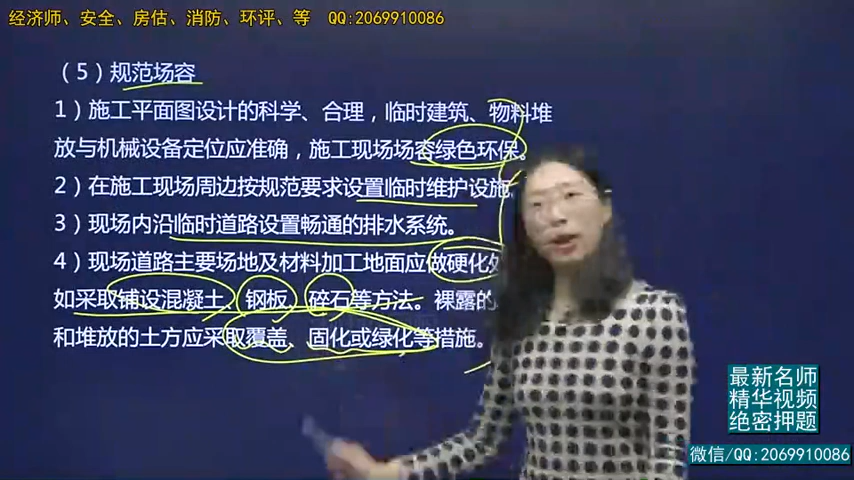 经济师、安全、房估、消防、环评、等 QQ:2069910086
（5）规范场容
1）施工平面图设计的科学、合理，临时建筑、物料堆
放与机械设备定位应准确，施工现场场容绿色环保。
2）在施工现场周边按规范要求设置临时维护设施
3）现场内沿临时道路设置畅通的排水系统。
4）现场道路主要场地及材料加工地面应做硬化
如采取铺设混凝土、钢板、碎石等方法。裸露的
和堆放的土方应采取覆盖、固化或绿化等措施。
最新名师
精华视频
绝密押题
微信/QQ:2069910086